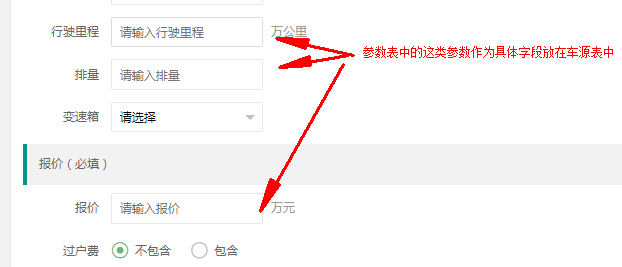 行驶里程 请输入行驶里程 万公里
参数表中的这类参数作为具体字段放在车源表中
排量 请输入排量
变速箱 请选择
报价（必填）
报价 请输入报价 万元
过户费 不包含 包含